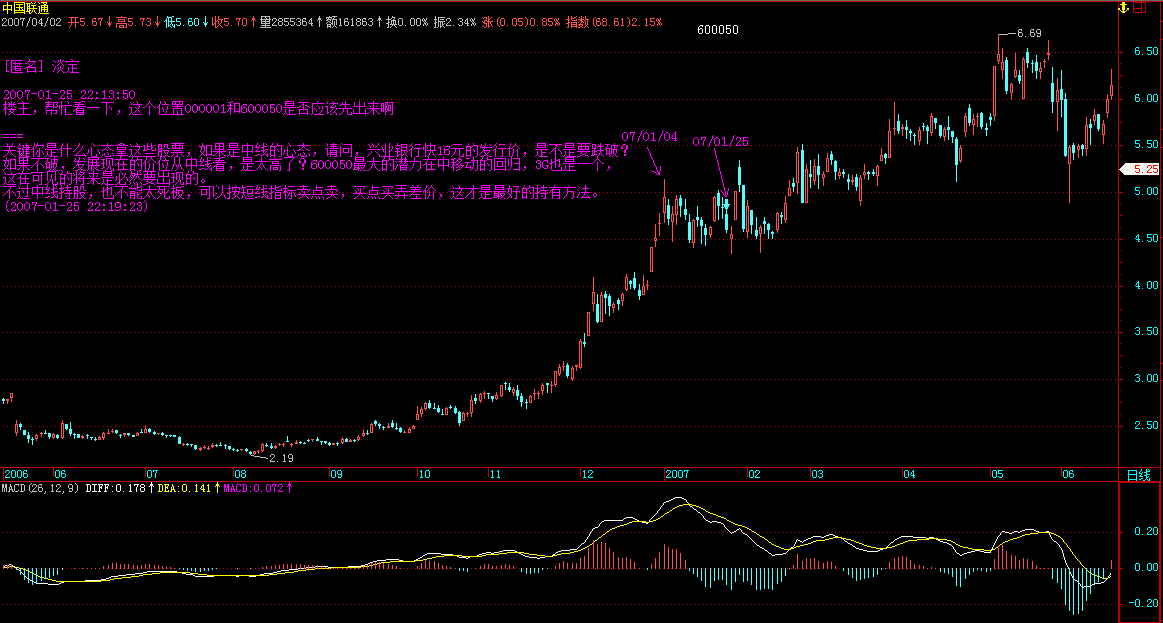 中国联通
2007/04/02 开5.67↓高5.73↓低5.60↓收5.70↑量2855364↑额161863↑换0.00% 振2.34% 涨(0.05)0.85% 指数(68.61)2.15%
600050
6.69
[匿名] 淡定
2007-01-25 22:13:50
楼主，帮忙看一下，这个位置000001和600050是否应该先出来啊
===
关键你是什么心态拿这些股票，如果是中线的心态，请问，兴业银行快16元的发行价，是不是要跌破？
如果不破，发展现在的价位从中线看，是太高了？600050最大的潜力在中移动的回归，3G也是一个，
这在可见的将来是必然要出现的。
不过中线持股，也不能太死板，可以按短线指标卖点卖，买点买弄差价，这才是最好的持有方法。
(2007-01-25 22:19:23)
07/01/04
07/01/25
2.19
6.50
6.00
5.50
5.25
5.00
4.50
4.00
3.50
3.00
2.50
2006 06 07 08 09 10 11 12 2007 02 03 04 05 06 日线
MACD(26,12,9) DIFF:0.178↑DEA:0.141↑MACD:0.072↑
0.20
0.00
-0.20